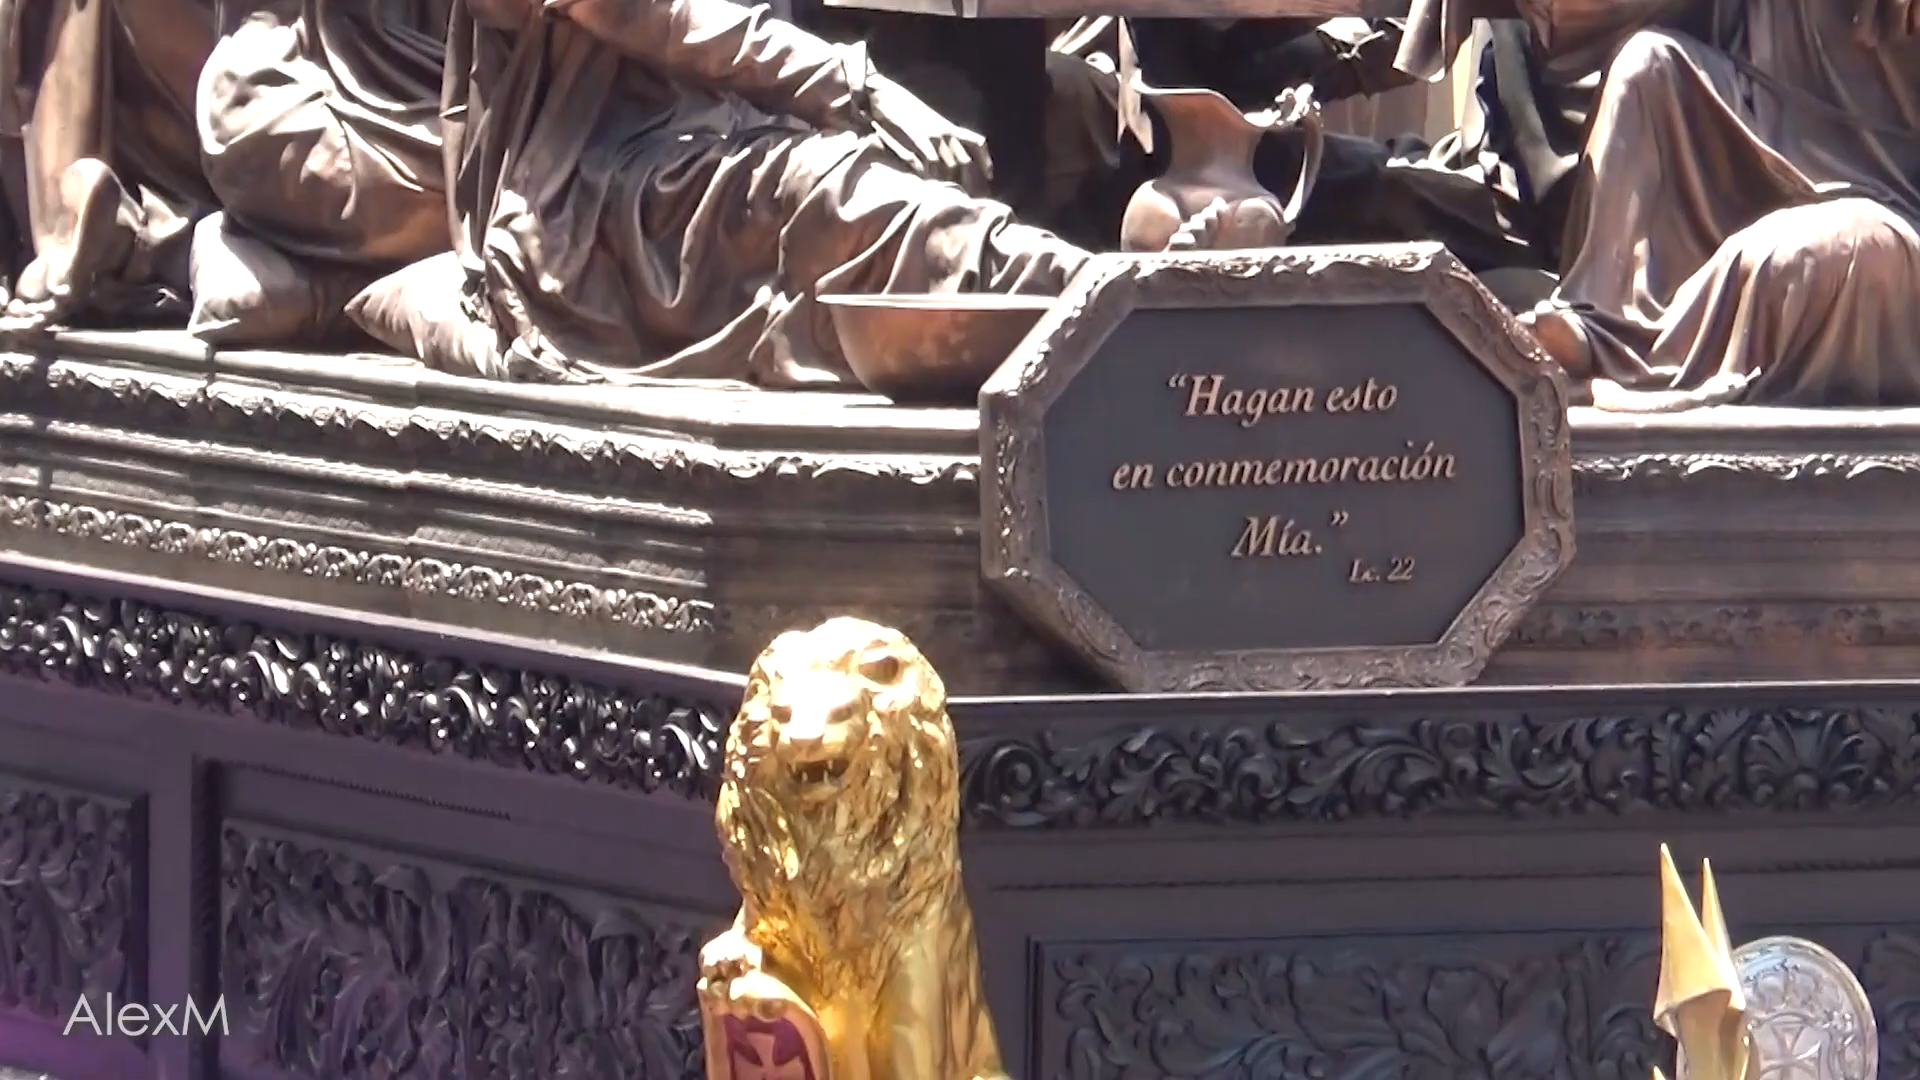 “Hagan esto
en conmemoración
Mía.”
Lc. 22
AlexM